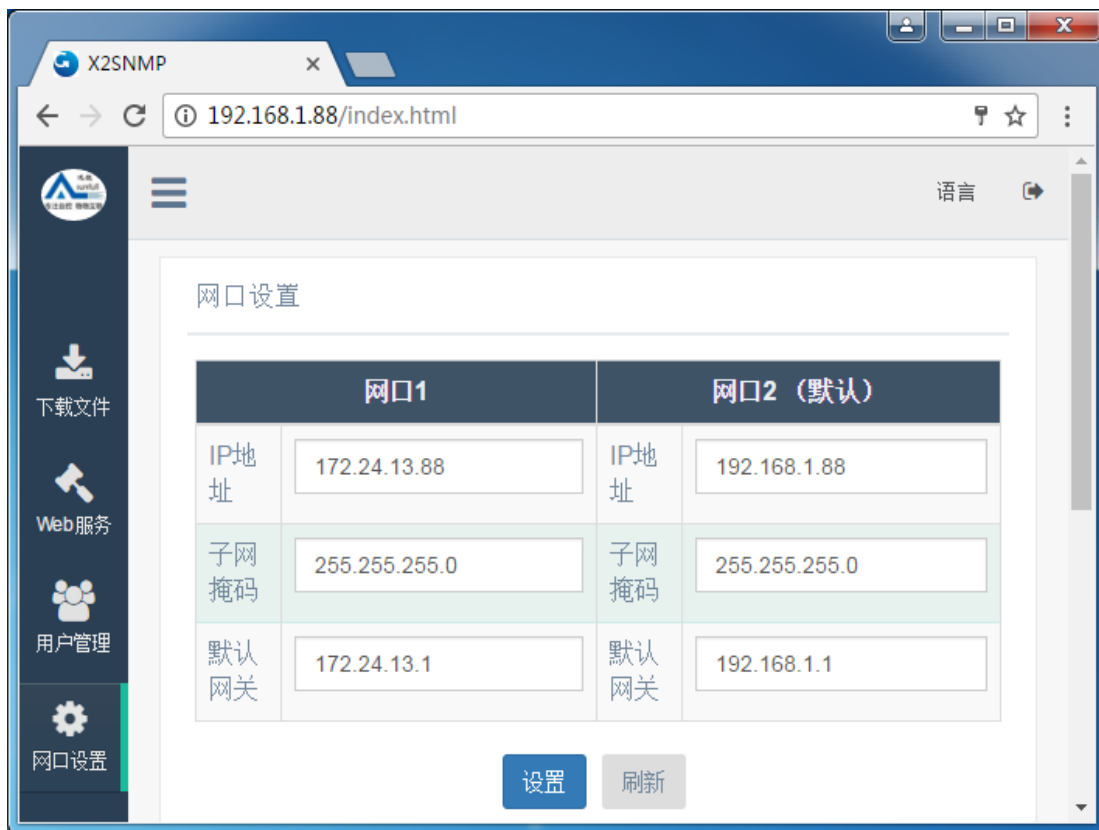 X2SNMP
192.168.1.88/index.html
语言
网口设置
网口1
网口2 （默认）
IP地
址
172.24.13.88
IP地
址
192.168.1.88
子网
掩码
255.255.255.0
子网
掩码
255.255.255.0
默认
网关
172.24.13.1
默认
网关
192.168.1.1
设置
刷新
下载文件
Web服务
用户管理
网口设置